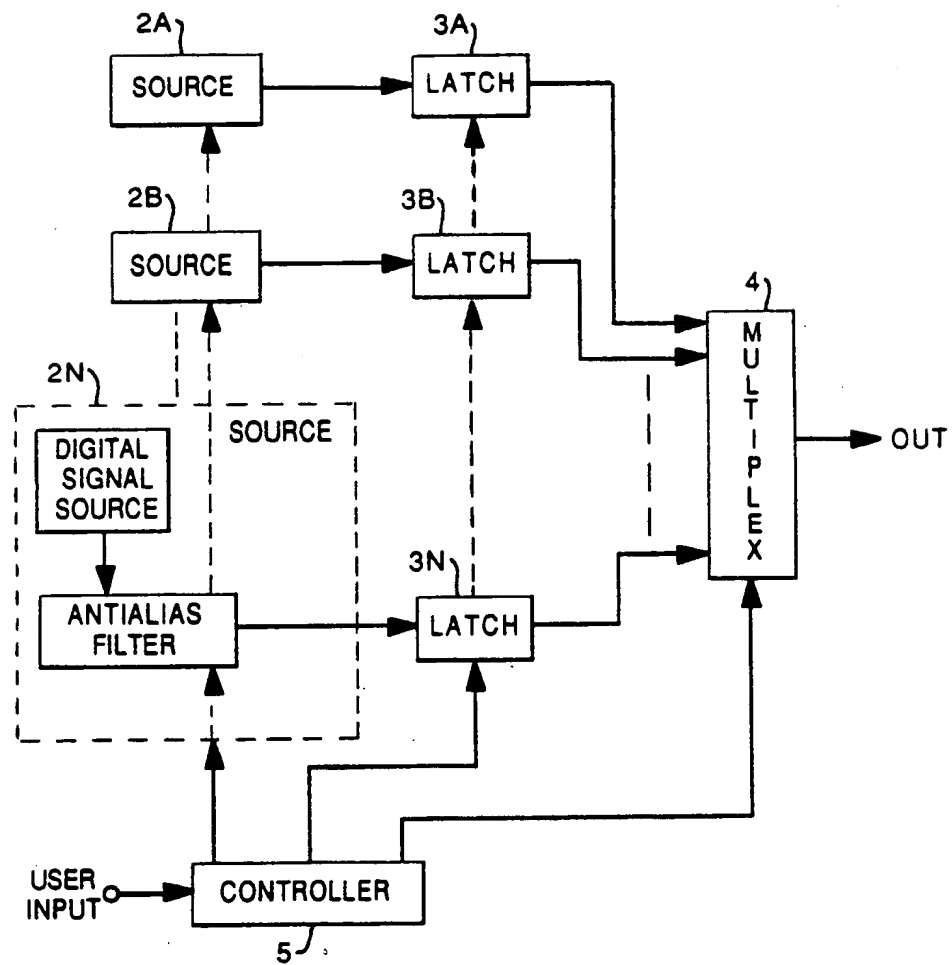 2A
3A
SOURCE
LATCH
2B
3B
SOURCE
LATCH
4
MULTIPLEX
2N
SOURCE
DIGITAL
SIGNAL
SOURCE
OUT
3N
ANTIALIAS
FILTER
LATCH
USER
INPUT
CONTROLLER
5